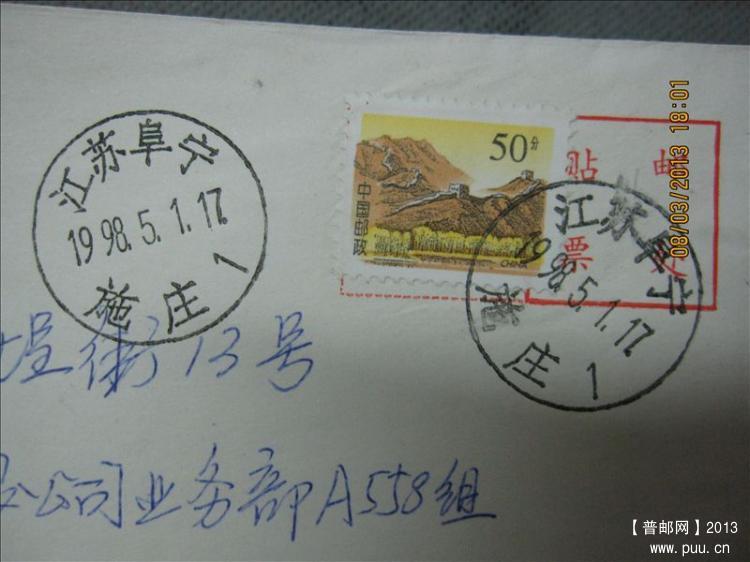 08/03/2013 18:01
江苏阜宁
1998.5.1.17.
施庄1
50分
中国邮政
贴邮
票处
江苏阜宁
1998.5.1.17.
施庄1
埕街13号
公司业务部A558组
【普邮网】2013
www.puu.cn